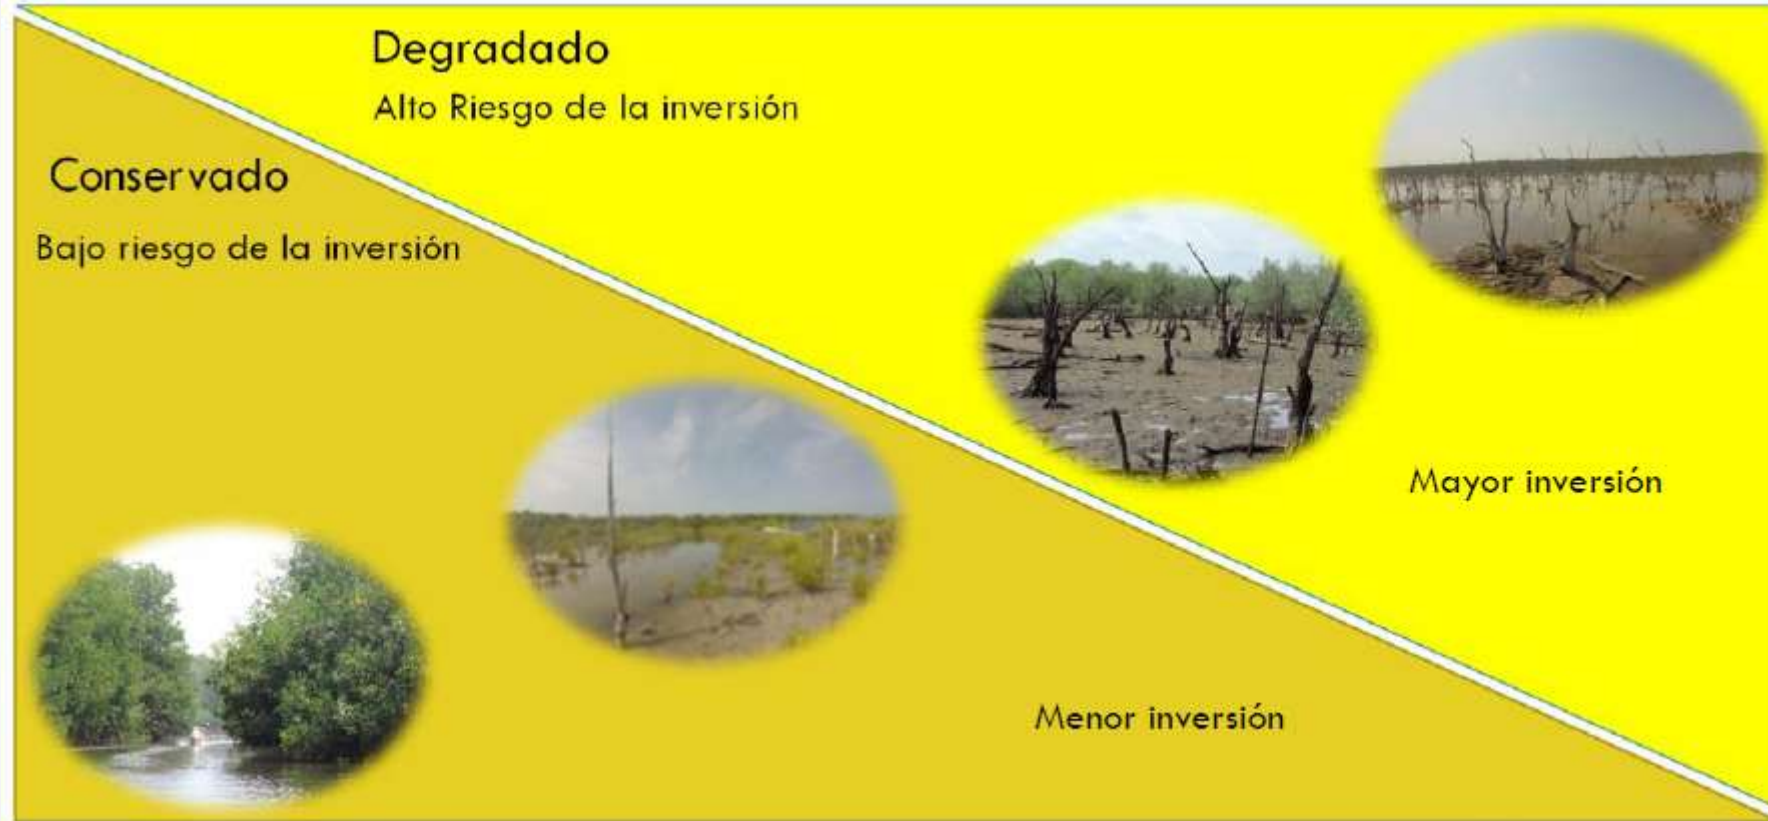 Degradado
Alto Riesgo de la inversión
Conservado
Bajo riesgo de la inversión
Mayor inversión
Menor inversión